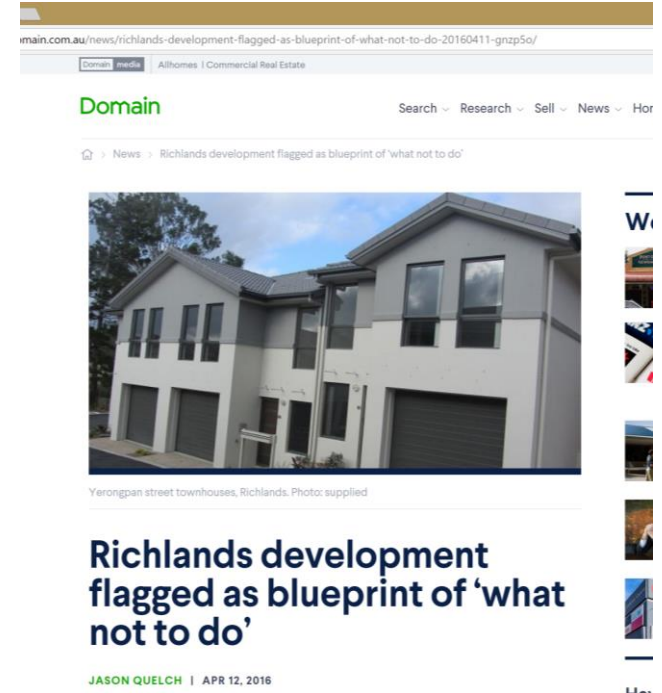 main.com.au/news/richlands-development-flagged-as-blueprint-of-what-not-to-do-20160411-gnzp5o/
Domain media Allhomes | Commercial Real Estate
Domain Search Research Sell News
News > Richlands development flagged as blueprint of 'what not to do'
Yerongpan street townhouses, Richlands. Photo: supplied
Richlands development
flagged as blueprint of ‘what
not to do’
JASON QUELCH | APR 12, 2016